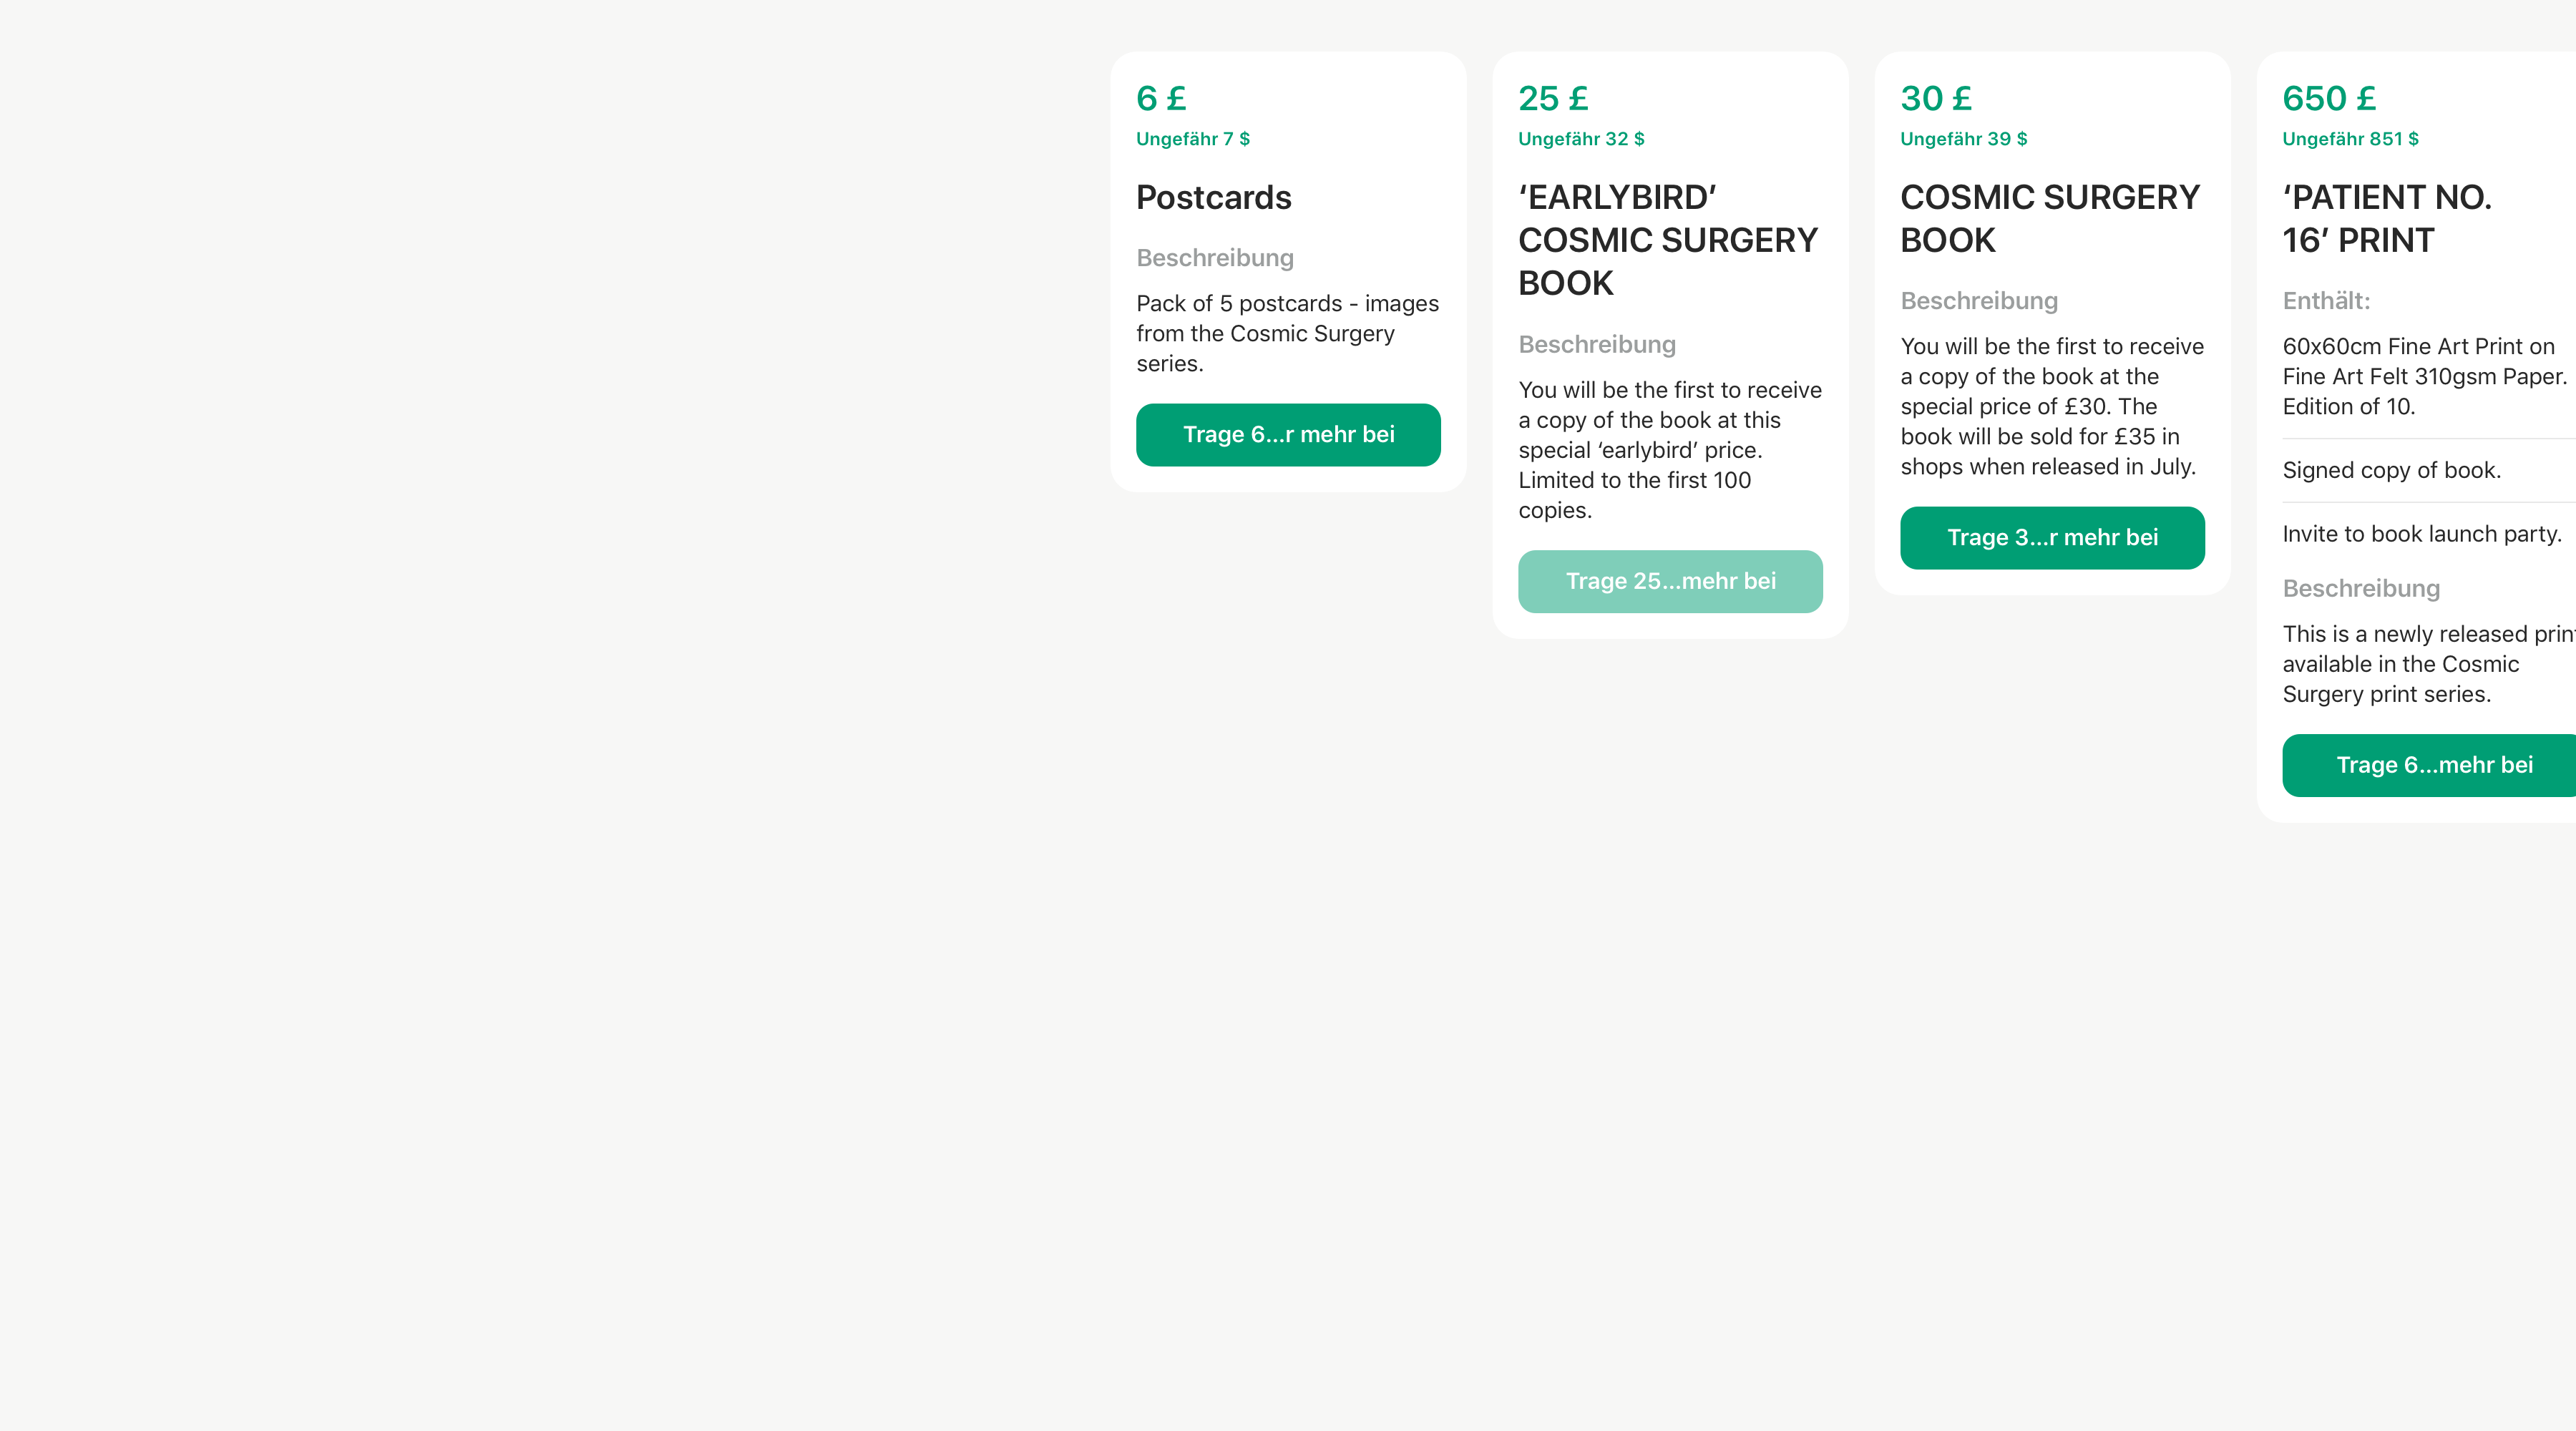 6 £
Ungefähr 7 $
Postcards
Beschreibung
Pack of 5 postcards - images
from the Cosmic Surgery
series.
Trage 6...r mehr bei
25 £
Ungefähr 32 $
‘EARLYBIRD’
COSMIC SURGERY
BOOK
Beschreibung
You will be the first to receive
a copy of the book at this
special ‘earlybird’ price.
Limited to the first 100
copies.
Trage 25...mehr bei
30 £
Ungefähr 39 $
COSMIC SURGERY
BOOK
Beschreibung
You will be the first to receive
a copy of the book at the
special price of £30. The
book will be sold for £35 in
shops when released in July.
Trage 3...r mehr bei
650 £
Ungefähr 851 $
‘PATIENT NO.
16’ PRINT
Enthält:
60x60cm Fine Art Print on
Fine Art Felt 310gsm Paper.
Edition of 10.
Signed copy of book.
Invite to book launch party.
Beschreibung
This is a newly released print
available in the Cosmic
Surgery print series.
Trage 6...mehr bei